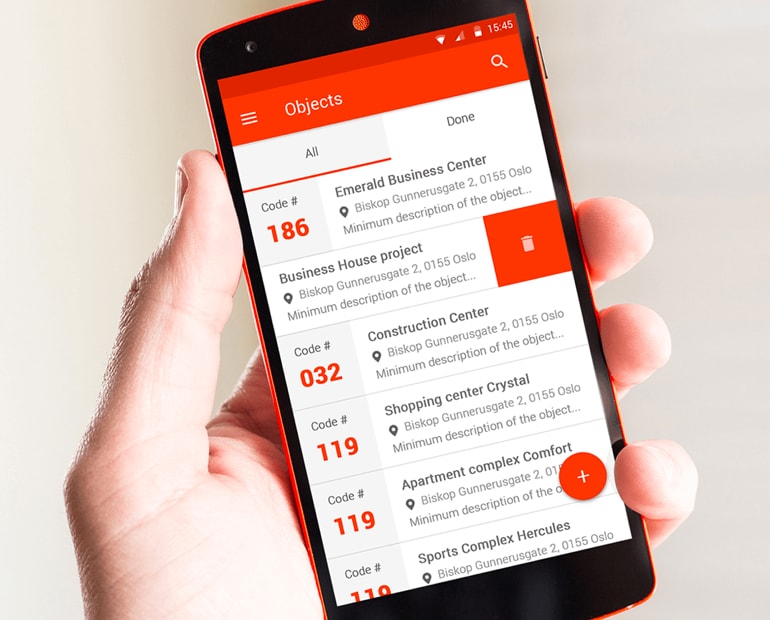 15:45
Objects
All
Done
Code #
186
Emerald Business Center
Biskop Gunnerusgate 2, 0155 Oslo
Minimum description of the object...
Business House project
Biskop Gunnerusgate 2, 0155 Oslo
Minimum description of the object...
Code #
032
Construction Center
Biskop Gunnerusgate 2, 0155 Oslo
Minimum description of the object...
Code #
119
Shopping center Crystal
Biskop Gunnerusgate 2, 0155 Oslo
Minimum description of the object...
Code #
119
Apartment complex Comfort
Biskop Gunnerusgate 2, 01
Minimum description of the o
Code #
119
Sports Complex Hercules
Biskop Gunnerusgate 2, 0155 Oslo